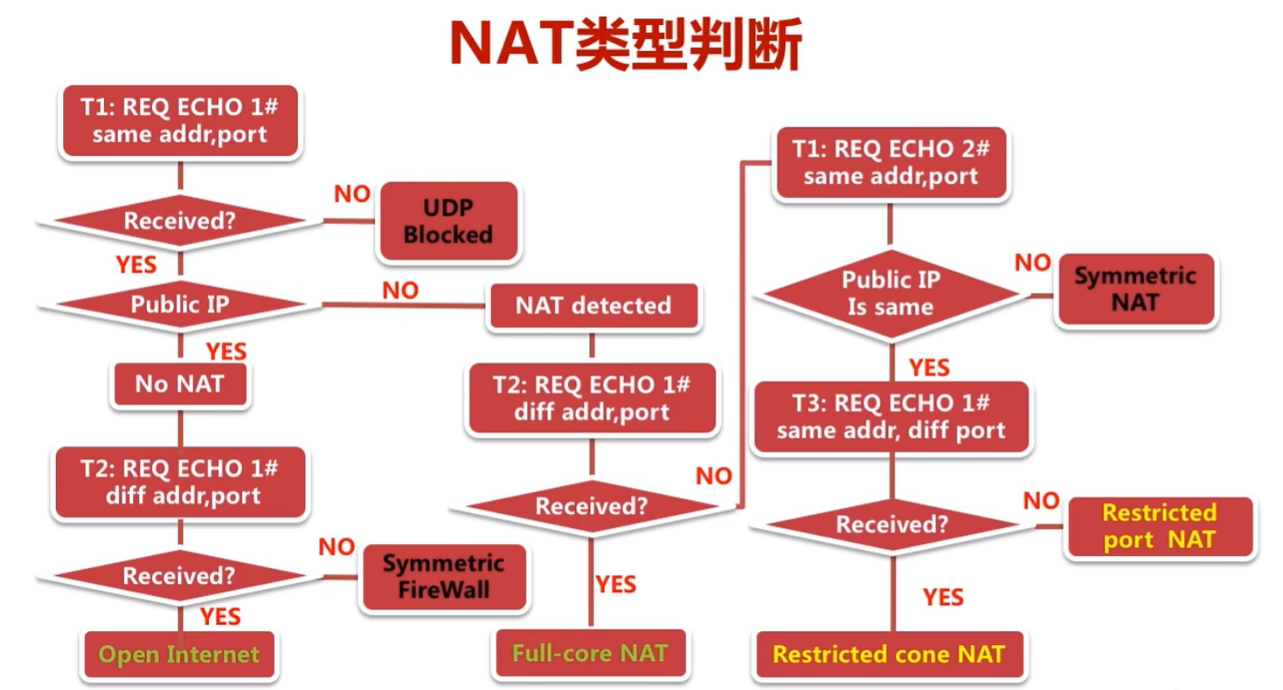 NAT类型判断
T1: REQ ECHO 1#
same addr,port
Received?
NO
UDP
Blocked
YES
Public IP
NO
NAT detected
YES
No NAT
T2: REQ ECHO 1#
diff addr,port
Received?
NO
Symmetric
FireWall
YES
Open Internet
T2: REQ ECHO 1#
diff addr,port
Received?
NO
YES
Full-core NAT
T1: REQ ECHO 2#
same addr,port
Public IP
Is same
NO
Symmetric
NAT
YES
T3: REQ ECHO 1#
same addr, diff port
Received?
NO
Restricted
port NAT
YES
Restricted cone NAT